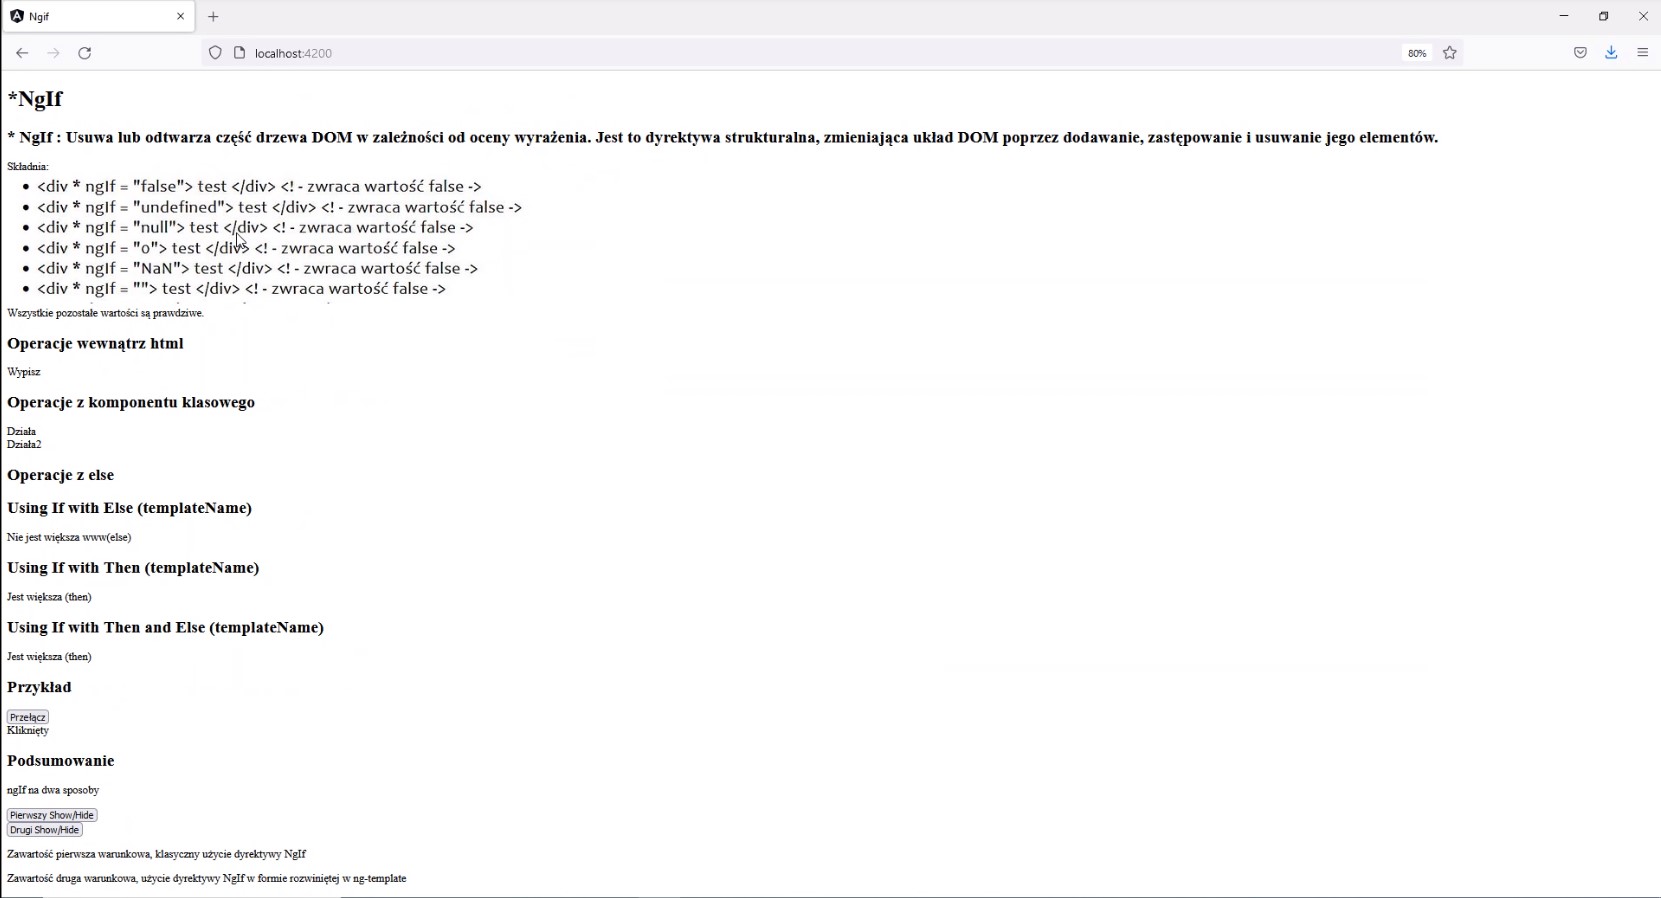 Ngif
localhost:4200
80%
*NgIf
* NgIf : Usuwa lub odtwarza część drzewa DOM w zależności od oceny wyrażenia. Jest to dyrektywa strukturalna, zmieniająca układ DOM poprzez dodawanie, zastępowanie i usuwanie jego elementów.
Składnia:
• <div * ngIf = "false"> test </div> <! - zwraca wartość false ->
• <div * ngIf = "undefined"> test </div> <! - zwraca wartość false ->
• <div * ngIf = "null"> test </div> <! - zwraca wartość false ->
• <div * ngIf = "0"> test </div> <! - zwraca wartość false ->
• <div * ngIf = "NaN"> test </div> <! - zwraca wartość false ->
• <div * ngIf = ""> test </div> <! - zwraca wartość false ->
Wszystkie pozostałe wartości są prawdziwe.
Operacje wewnątrz html
Wypisz
Operacje z komponentu klasowego
Działa
Działa2
Operacje z else
Using If with Else (templateName)
Nie jest większa www(else)
Using If with Then (templateName)
Jest większa (then)
Using If with Then and Else (templateName)
Jest większa (then)
Przykład
Przełącz
Kliknięty
Podsumowanie
ngIf na dwa sposoby
Pierwszy Show/Hide
Drugi Show/Hide
Zawartość pierwsza warunkowa, klasyczny użycie dyrektywy NgIf
Zawartość druga warunkowa, użycie dyrektywy NgIf w formie rozwiniętej w ng-template